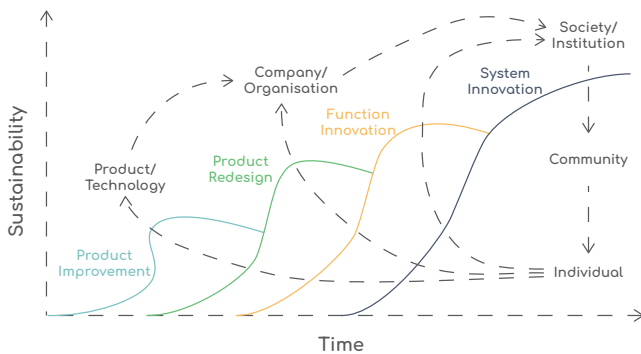 Society/
Institution
Company/
Organisation
System
Innovation
Function
Innovation
Product
Redesign
Product/
Technology
Community
Sustainability
Product
Improvement
Individual
Time